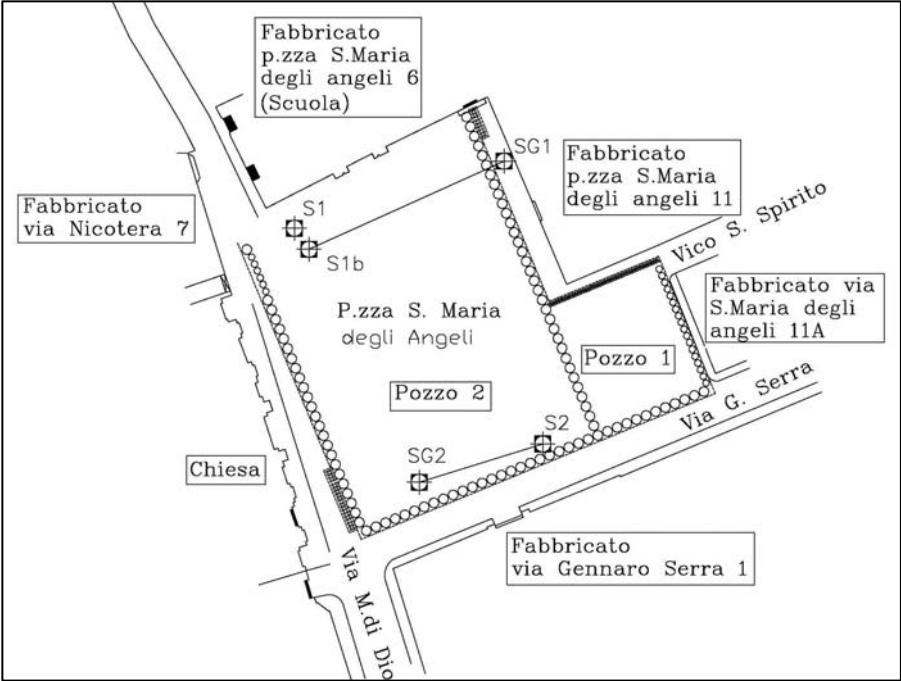 Fabbricato
p.zza S.Maria
degli angeli 6
(Scuola)
SG1
Fabbricato
p.zza S.Maria
degli angeli 11
Fabbricato
via Nicotera 7
S1
S1b
Vico S. Spirito
Fabbricato via
S.Maria degli
angeli 11A
P.zza S. Maria
degli Angeli
Pozzo 1
Pozzo 2
Via G. Serra
S2
SG2
Chiesa
Fabbricato
via Gennaro Serra 1
Via M.di Dio